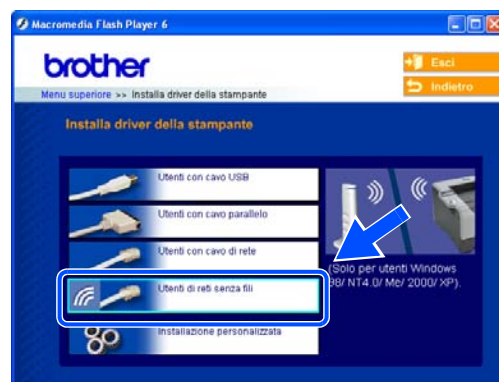 Macromedia Flash Player 6
brother
Esci
Indietro
Menu superiore >> Installa driver della stampante
Installa driver della stampante
Utenti con cavo USB
Utenti con cavo parallelo
Utenti con cavo di rete
Utenti di reti senza fili
Installazione personalizzata
(Solo per utenti Windows
98/ NT4.0/ Me/ 2000/ XP).